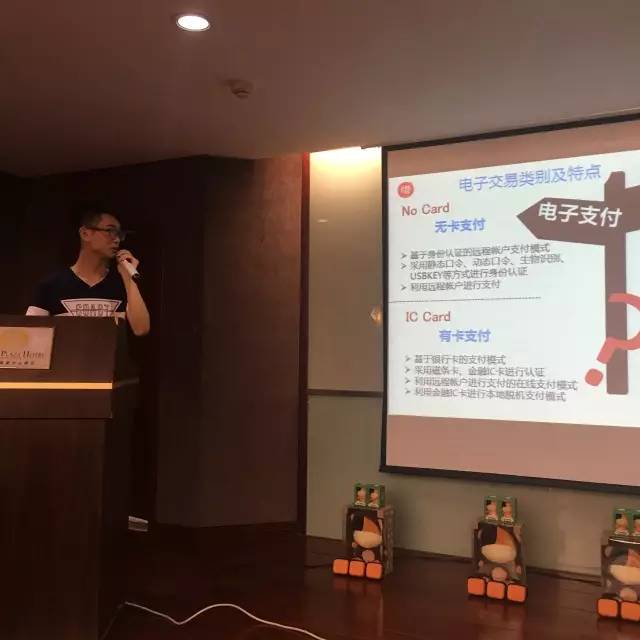 电子交易类别及特点
No Card
无卡支付
电子支付
基于身份认证的远程帐户支付模式
采用静态口令、动态口令、生物识别、
USBKEY等方式进行身份认证
利用远程帐户进行支付
IC Card
有卡支付
基于银行卡的支付模式
采用磁条卡、金融IC卡进行认证
利用远程帐户进行支付的在线支付模式
利用金融IC卡进行本地脱机支付模式
PLAZA HOTEL